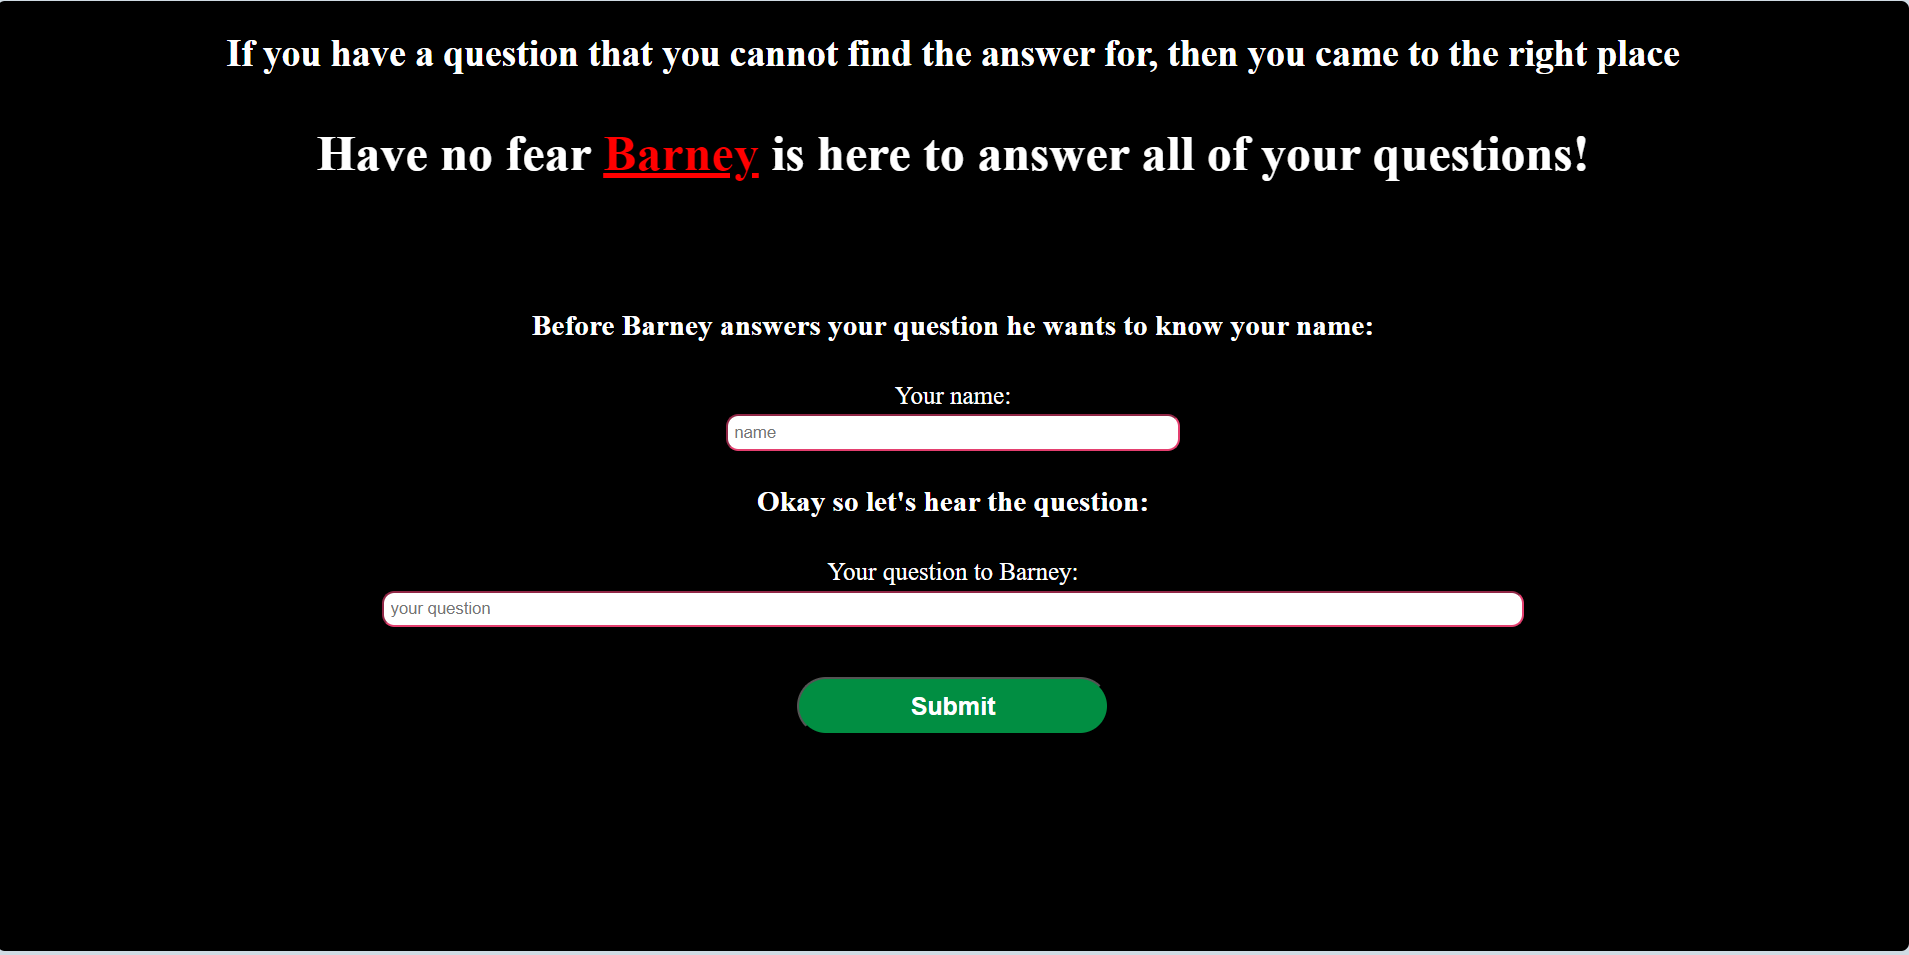 If you have a question that you cannot find the answer for, then you came to the right place
Have no fear Barney is here to answer all of your questions!
Before Barney answers your question he wants to know your name:
Your name:
name
Okay so let's hear the question:
Your question to Barney:
your question
Submit